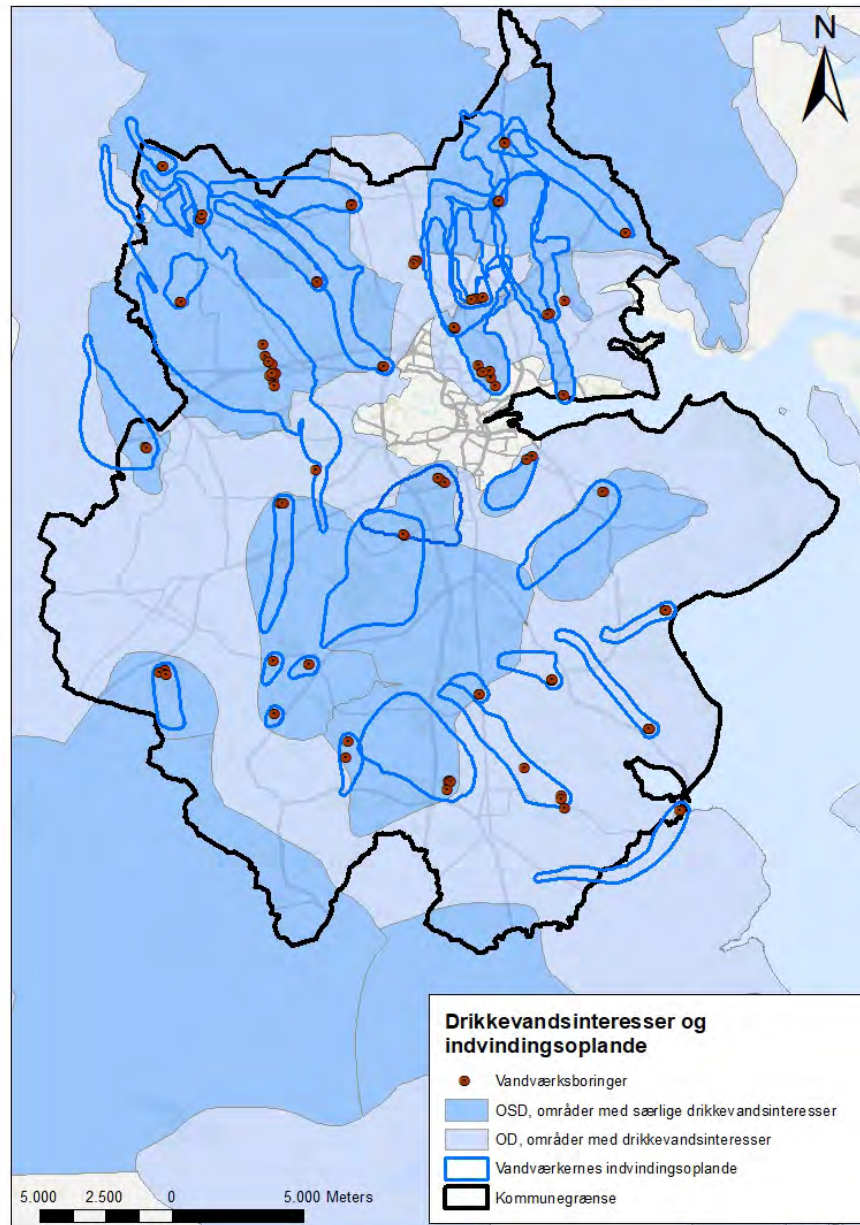 N
Drikkevandsinteresser og
indvindingsoplande
Vandværksboringer
OSD, områder med særlige drikkevandsinteresser
OD, områder med drikkevandsinteresser
Vandværkernes indvindingsoplande
Kommunegrænse
5.000 2.500 0 5.000 Meters